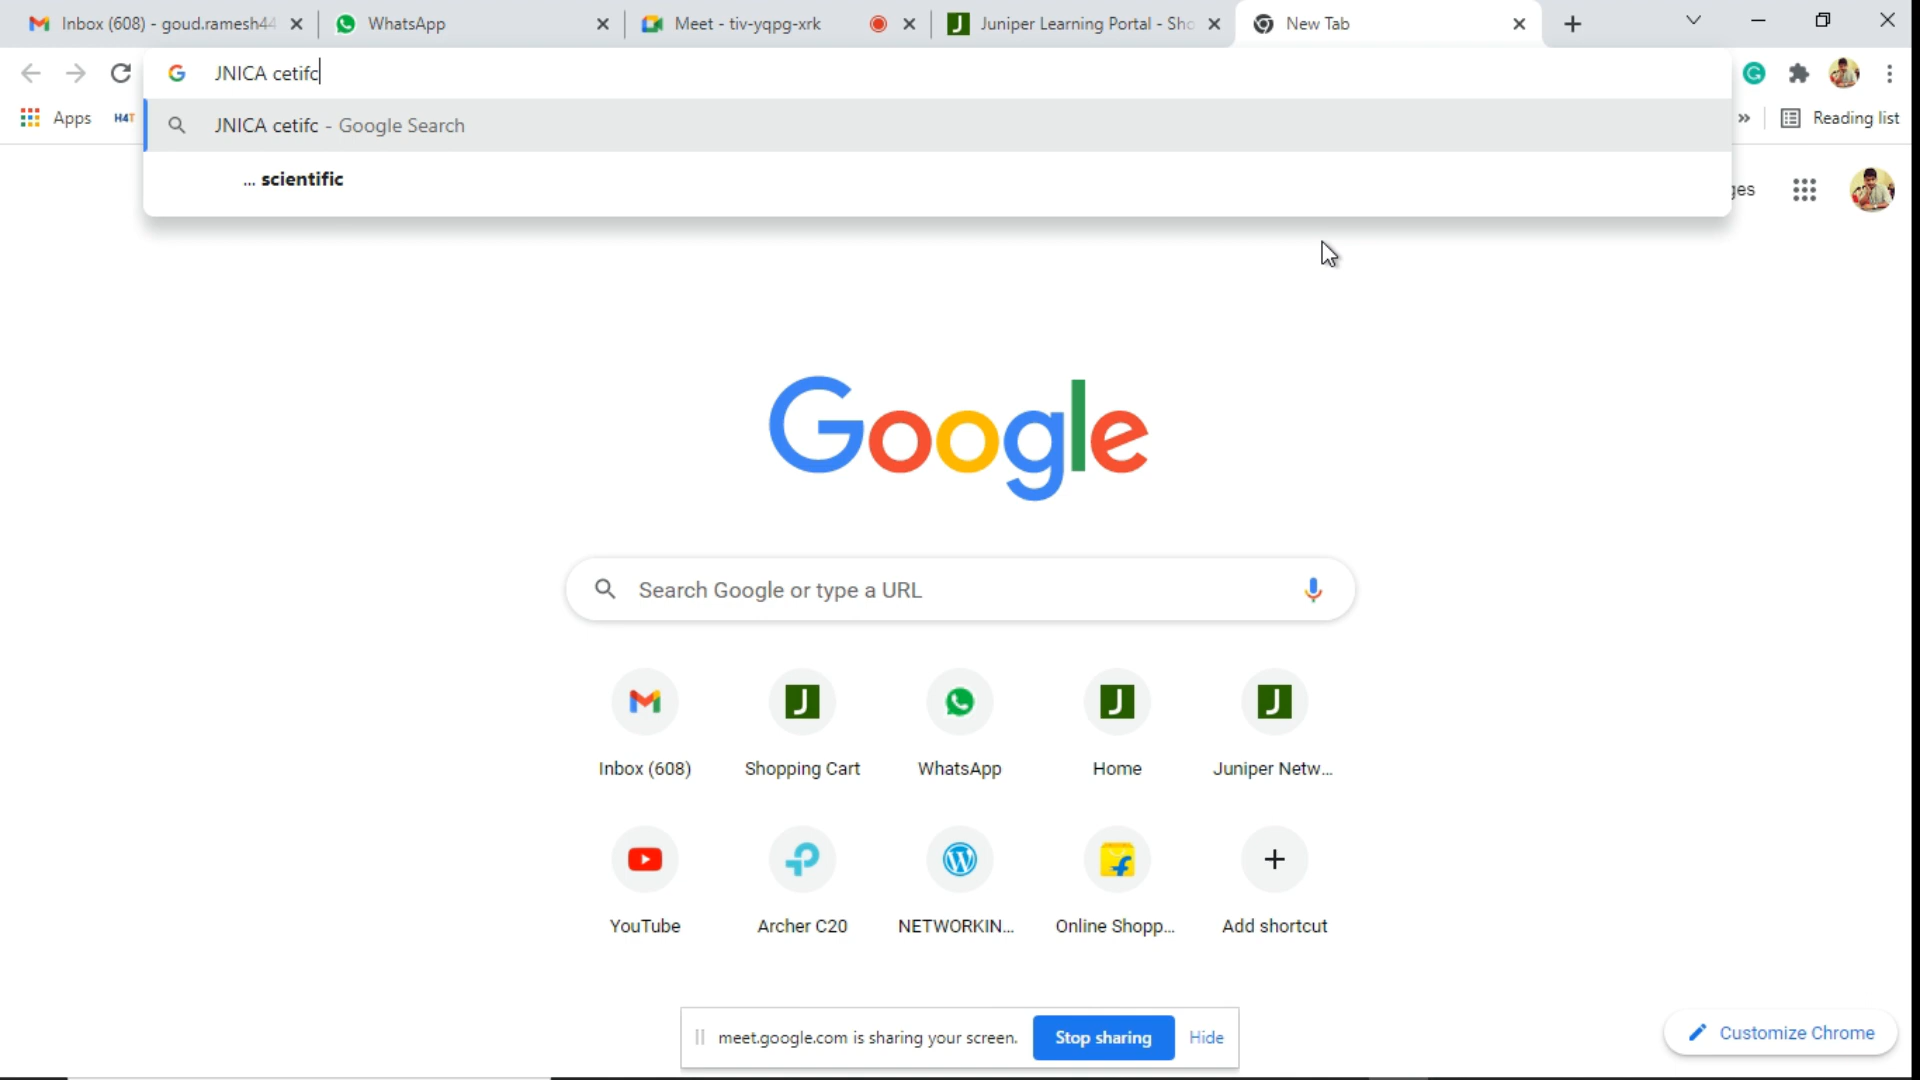 Inbox (608) - goud.ramesh44
WhatsApp
Meet - tiv-yqpg-xrk
Juniper Learning Portal - Sho
New Tab
JNICA cetifc
Apps
H4T
JNICA cetifc - Google Search
» Reading list
... scientific
ges
Google
Search Google or type a URL
Inbox (608)
Shopping Cart
WhatsApp
Home
Juniper Netw...
YouTube
Archer C20
NETWORKIN...
Online Shopp...
Add shortcut
meet.google.com is sharing your screen.
Stop sharing
Hide
Customize Chrome